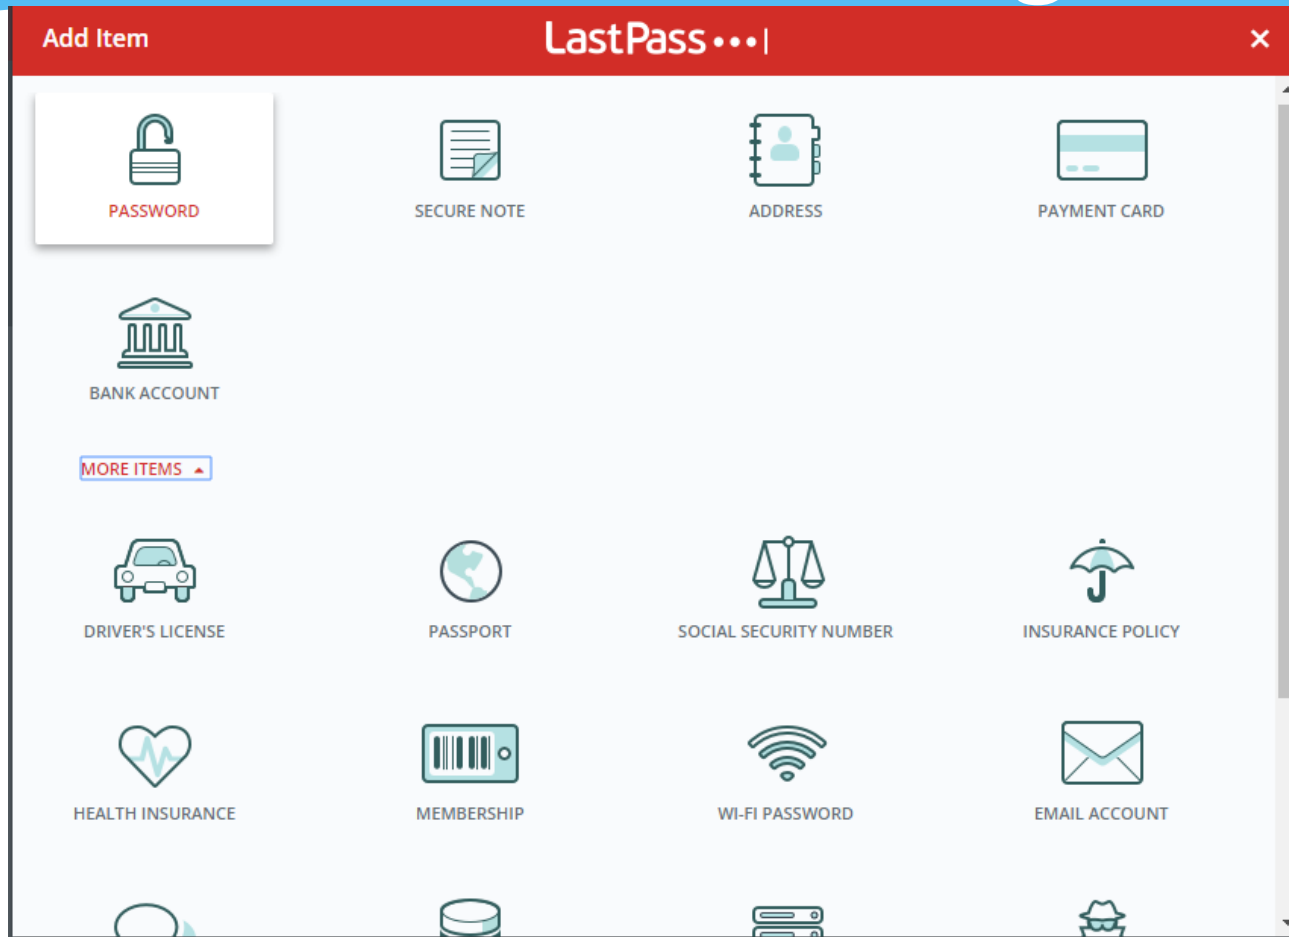 Add Item
LastPass •••|
PASSWORD
SECURE NOTE
ADDRESS
PAYMENT CARD
BANK ACCOUNT
MORE ITEMS
DRIVER'S LICENSE
PASSPORT
SOCIAL SECURITY NUMBER
INSURANCE POLICY
HEALTH INSURANCE
MEMBERSHIP
WI-FI PASSWORD
EMAIL ACCOUNT